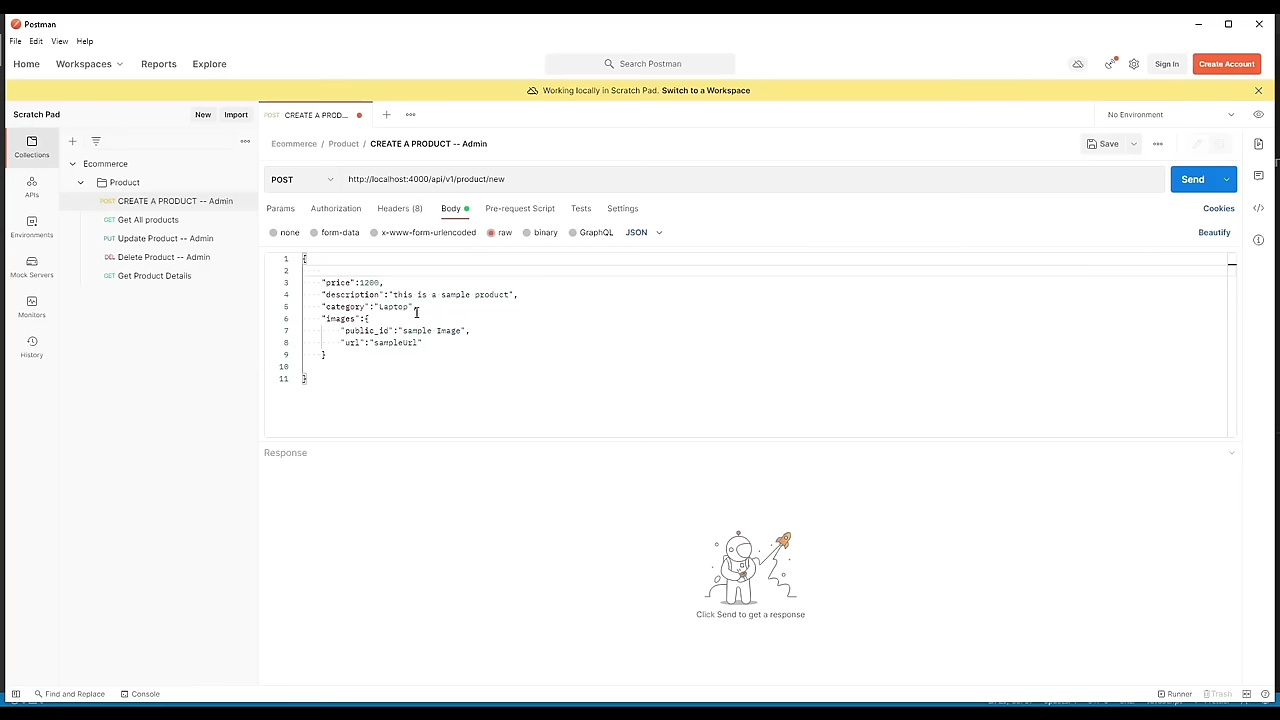 Postman
File Edit View Help
Home Workspaces Reports Explore Search Postman Sign In Create Account
Working locally in Scratch Pad. Switch to a Workspace
Scratch Pad New Import POST CREATE A PROD... No Environment
Ecommerce / Product / CREATE A PRODUCT -- Admin Save
Collections
APIs
Environments
Mock Servers
Monitors
History
Ecommerce
Product
POST CREATE A PRODUCT -- Admin
GET Get All products
PUT Update Product -- Admin
DEL Delete Product -- Admin
GET Get Product Details
POST http://localhost:4000/api/v1/product/new Send
Params Authorization Headers (8) Body Pre-request Script Tests Settings Cookies
none form-data x-www-form-urlencoded raw binary GraphQL JSON Beautify
1 {
2
3 "price":1200,
4 "description":"this is a sample product",
5 "category":"Laptop"
6 "images":{
7 "public_id":"sample Image",
8 "url":"sampleUrl"
9 }
10
11 }
Response
Click Send to get a response
Find and Replace Console Runner Trash